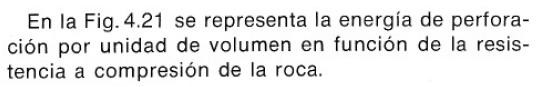 En la Fig. 4.21 se representa la energía de perfora-
ción por unidad de volumen en función de la resis-
tencia a compresión de la roca.